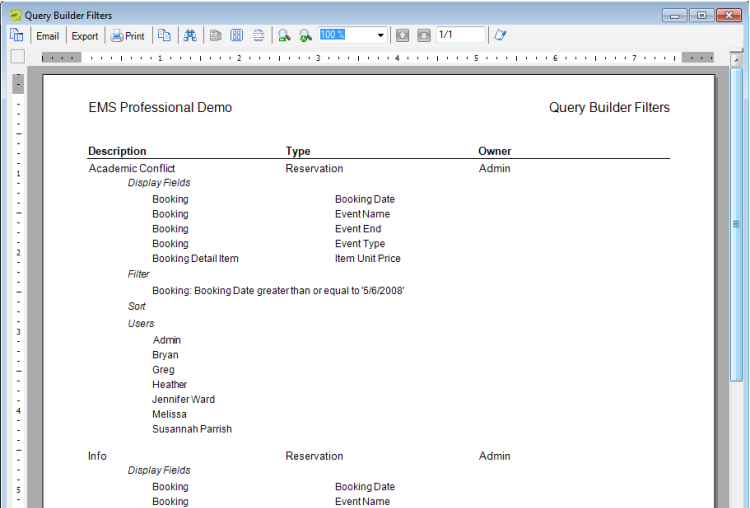 Query Builder Filters
Email Export Print 100 % 1/1
1 2 3 4 5 6 7
EMS Professional Demo Query Builder Filters
Description Type Owner
Academic Conflict Reservation Admin
Display Fields
Booking Booking Date
Booking Event Name
Booking Event End
Booking Event Type
Booking Detail Item Item Unit Price
Filter
Booking: Booking Date greater than or equal to '5/6/2008'
Sort
Users
Admin
Bryan
Greg
Heather
Jennifer Ward
Melissa
Susannah Parrish
Info Reservation Admin
Display Fields
Booking Booking Date
Booking Event Name
1
2
3
4
5